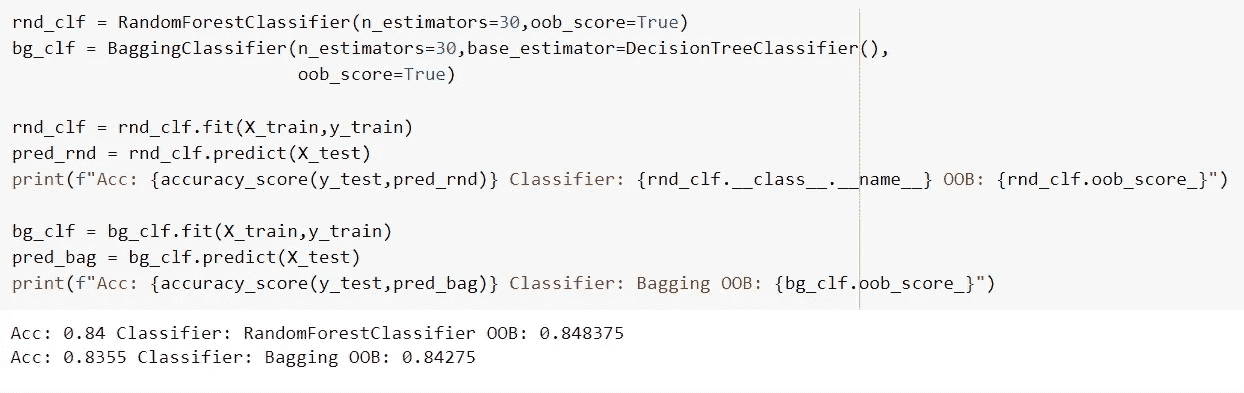 rnd_clf = RandomForestClassifier(n_estimators=30,oob_score=True)
bg_clf = BaggingClassifier(n_estimators=30,base_estimator=DecisionTreeClassifier(),
oob_score=True)
rnd_clf = rnd_clf.fit(X_train,y_train)
pred_rnd = rnd_clf.predict(X_test)
print(f"Acc: {accuracy_score(y_test,pred_rnd)} Classifier: {rnd_clf.__class__.__name__} OOB: {rnd_clf.oob_score_}")
bg_clf = bg_clf.fit(X_train,y_train)
pred_bag = bg_clf.predict(X_test)
print(f"Acc: {accuracy_score(y_test,pred_bag)} Classifier: Bagging OOB: {bg_clf.oob_score_}")
Acc: 0.84 Classifier: RandomForestClassifier OOB: 0.848375
Acc: 0.8355 Classifier: Bagging OOB: 0.84275